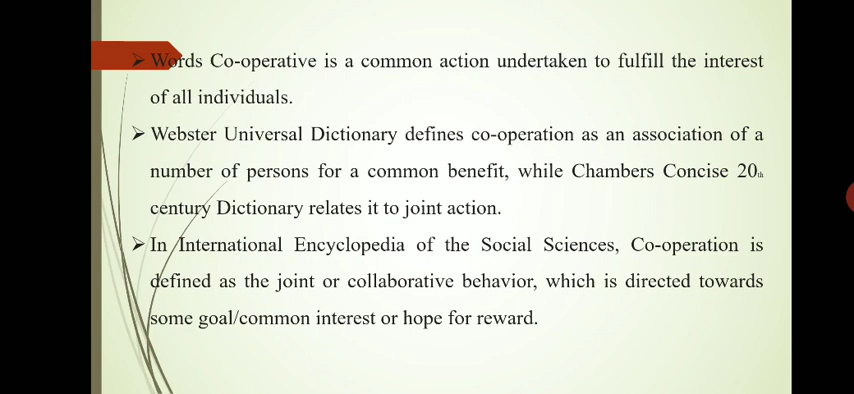 ➢ Words Co-operative is a common action undertaken to fulfill the interest
of all individuals.
➢ Webster Universal Dictionary defines co-operation as an association of a
number of persons for a common benefit, while Chambers Concise 20th
century Dictionary relates it to joint action.
➢ In International Encyclopedia of the Social Sciences, Co-operation is
defined as the joint or collaborative behavior, which is directed towards
some goal/common interest or hope for reward.